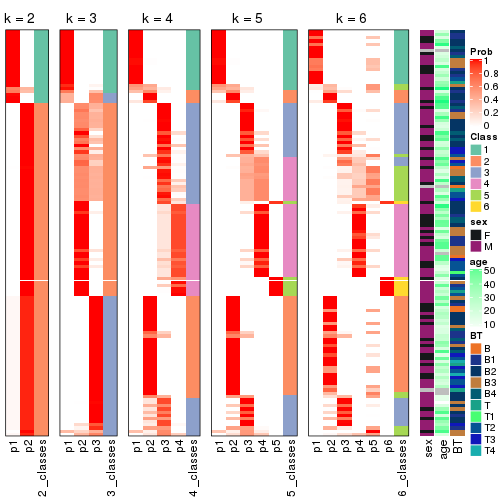 k = 2
k = 3
k = 4
k = 5
k = 6
p1
p2
2_classes
p1
p2
p3
3_classes
p1
p2
p3
p4
4_classes
p1
p2
p3
p4
p5
5_classes
p1
p2
p3
p4
p5
p6
6_classes
sex
age
BT
Prob
1
0.8
0.6
0.4
0.2
0
Class
1
2
3
4
5
6
sex
F
M
age
50
40
30
20
10
BT
B
B1
B2
B3
B4
T
T1
T2
T3
T4